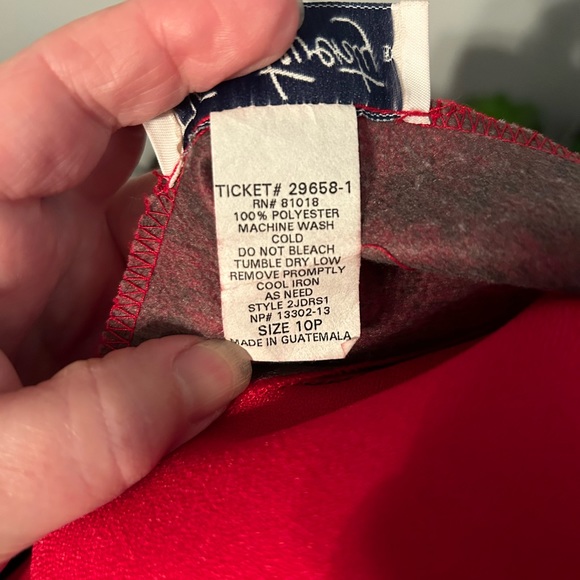 TICKET# 29658-1
RN# 81018
100% POLYESTER
MACHINE WASH
COLD
DO NOT BLEACH
TUMBLE DRY LOW
REMOVE PROMPTLY
COOL IRON
AS NEED
STYLE 2JDRS1
NP# 13302-13
SIZE 10P
MADE IN GUATEMALA